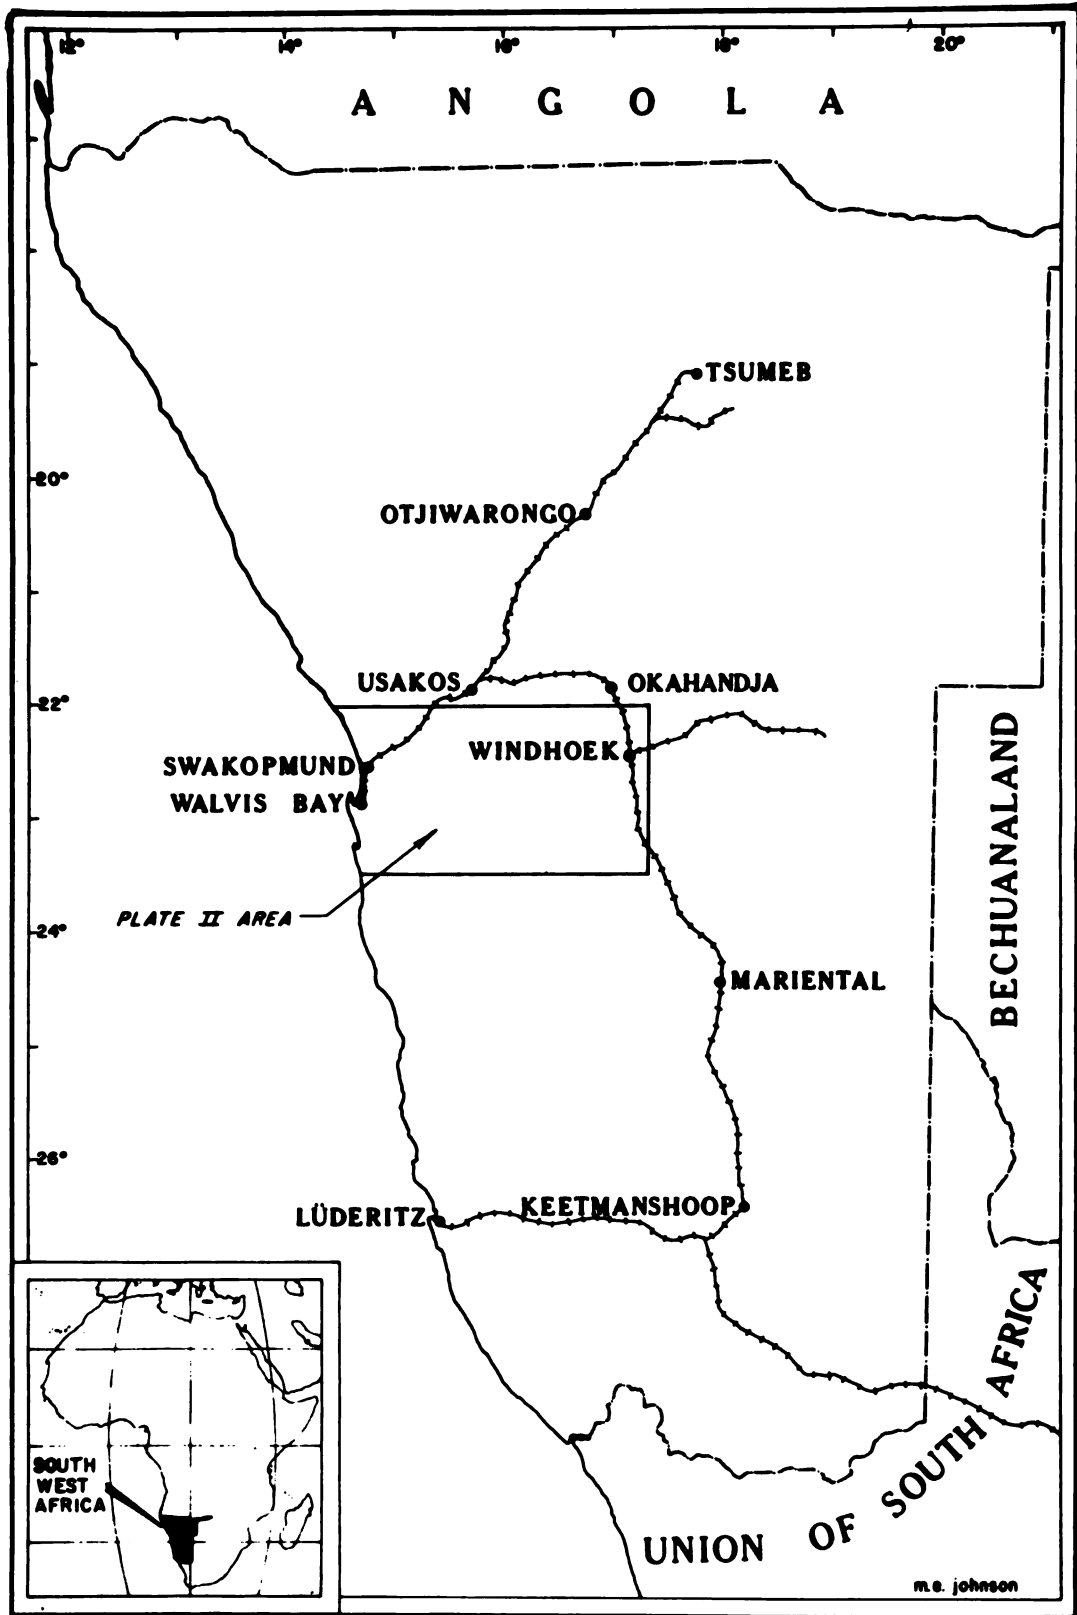 12° 14° 16° 18° 20°
ANGOLA
TSUMEB
20°
OTJIWARONGO
USAKOS
OKAHANDJA
22°
WINDHOEK
SWAKOPMUND
WALVIS BAY
BECHUANALAND
PLATE II AREA
24°
MARIENTAL
26°
KEETMANSHOOP
LÜDERITZ
SOUTH
WEST
AFRICA
UNION OF SOUTH AFRICA
m.e. johnson